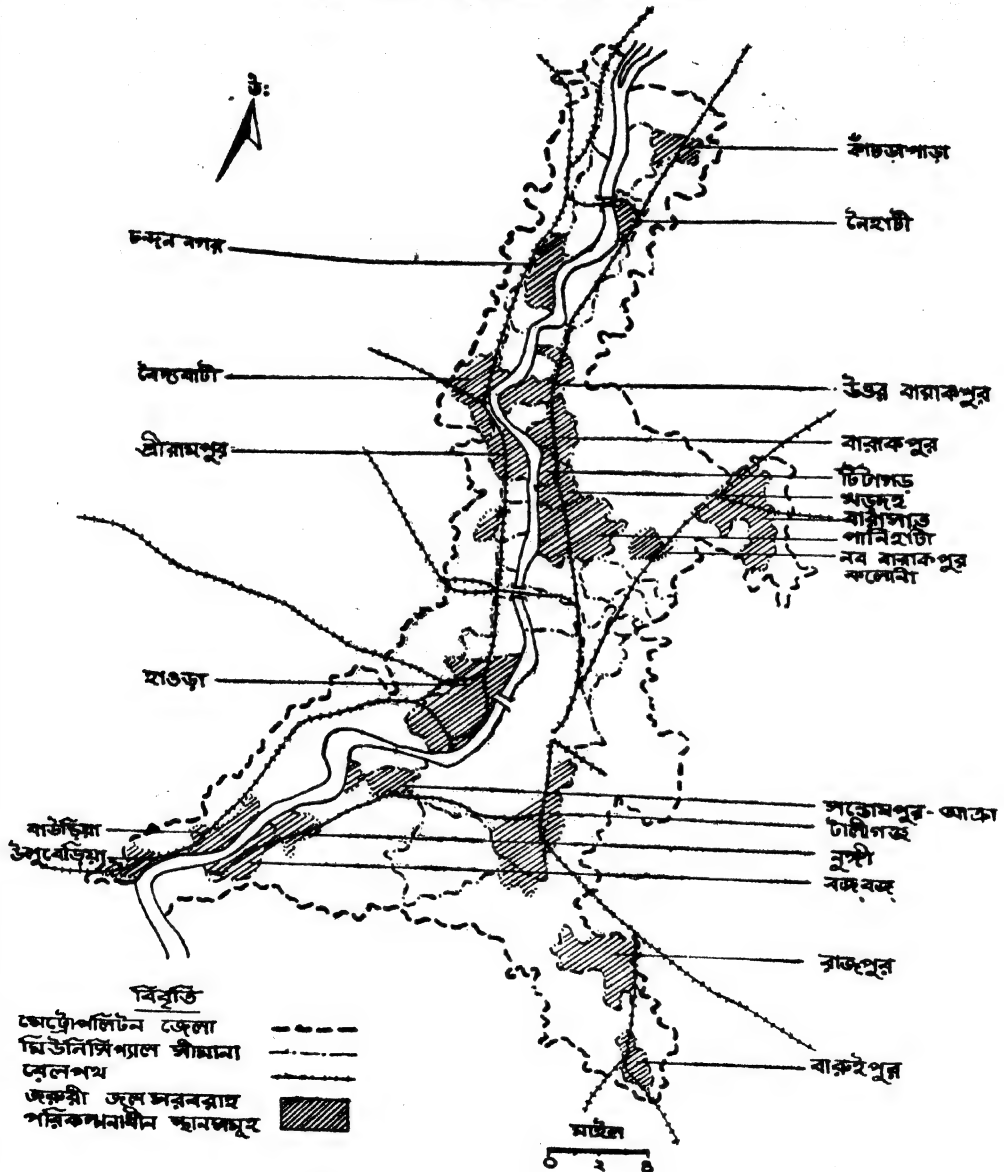 উঃ
কাঁচড়াপাড়া
নৈহাটী
চন্দন নগর
বৈদ্যবাটী
উত্তর বারাকপুর
শ্রীরামপুর
বারাকপুর
টিটাগড়
খড়দহ
বারাসাত
পানিহাটী
নব বারাকপুর
কলোনী
হাওড়া
সন্তোষপুর-আক্রা
টালীগঞ্জ
নুঙ্গী
বজবজ
বাউড়িয়া
উলুবেড়িয়া
রাজপুর
বারুইপুর
বিবৃতি
মেট্রোপলিটন জেলা
মিউনিসিপ্যাল সীমানা
রেলপথ
জরুরী জল সরবরাহ
পরিকল্পনাধীন স্থানসমূহ
মাইল
০ ২ ৪